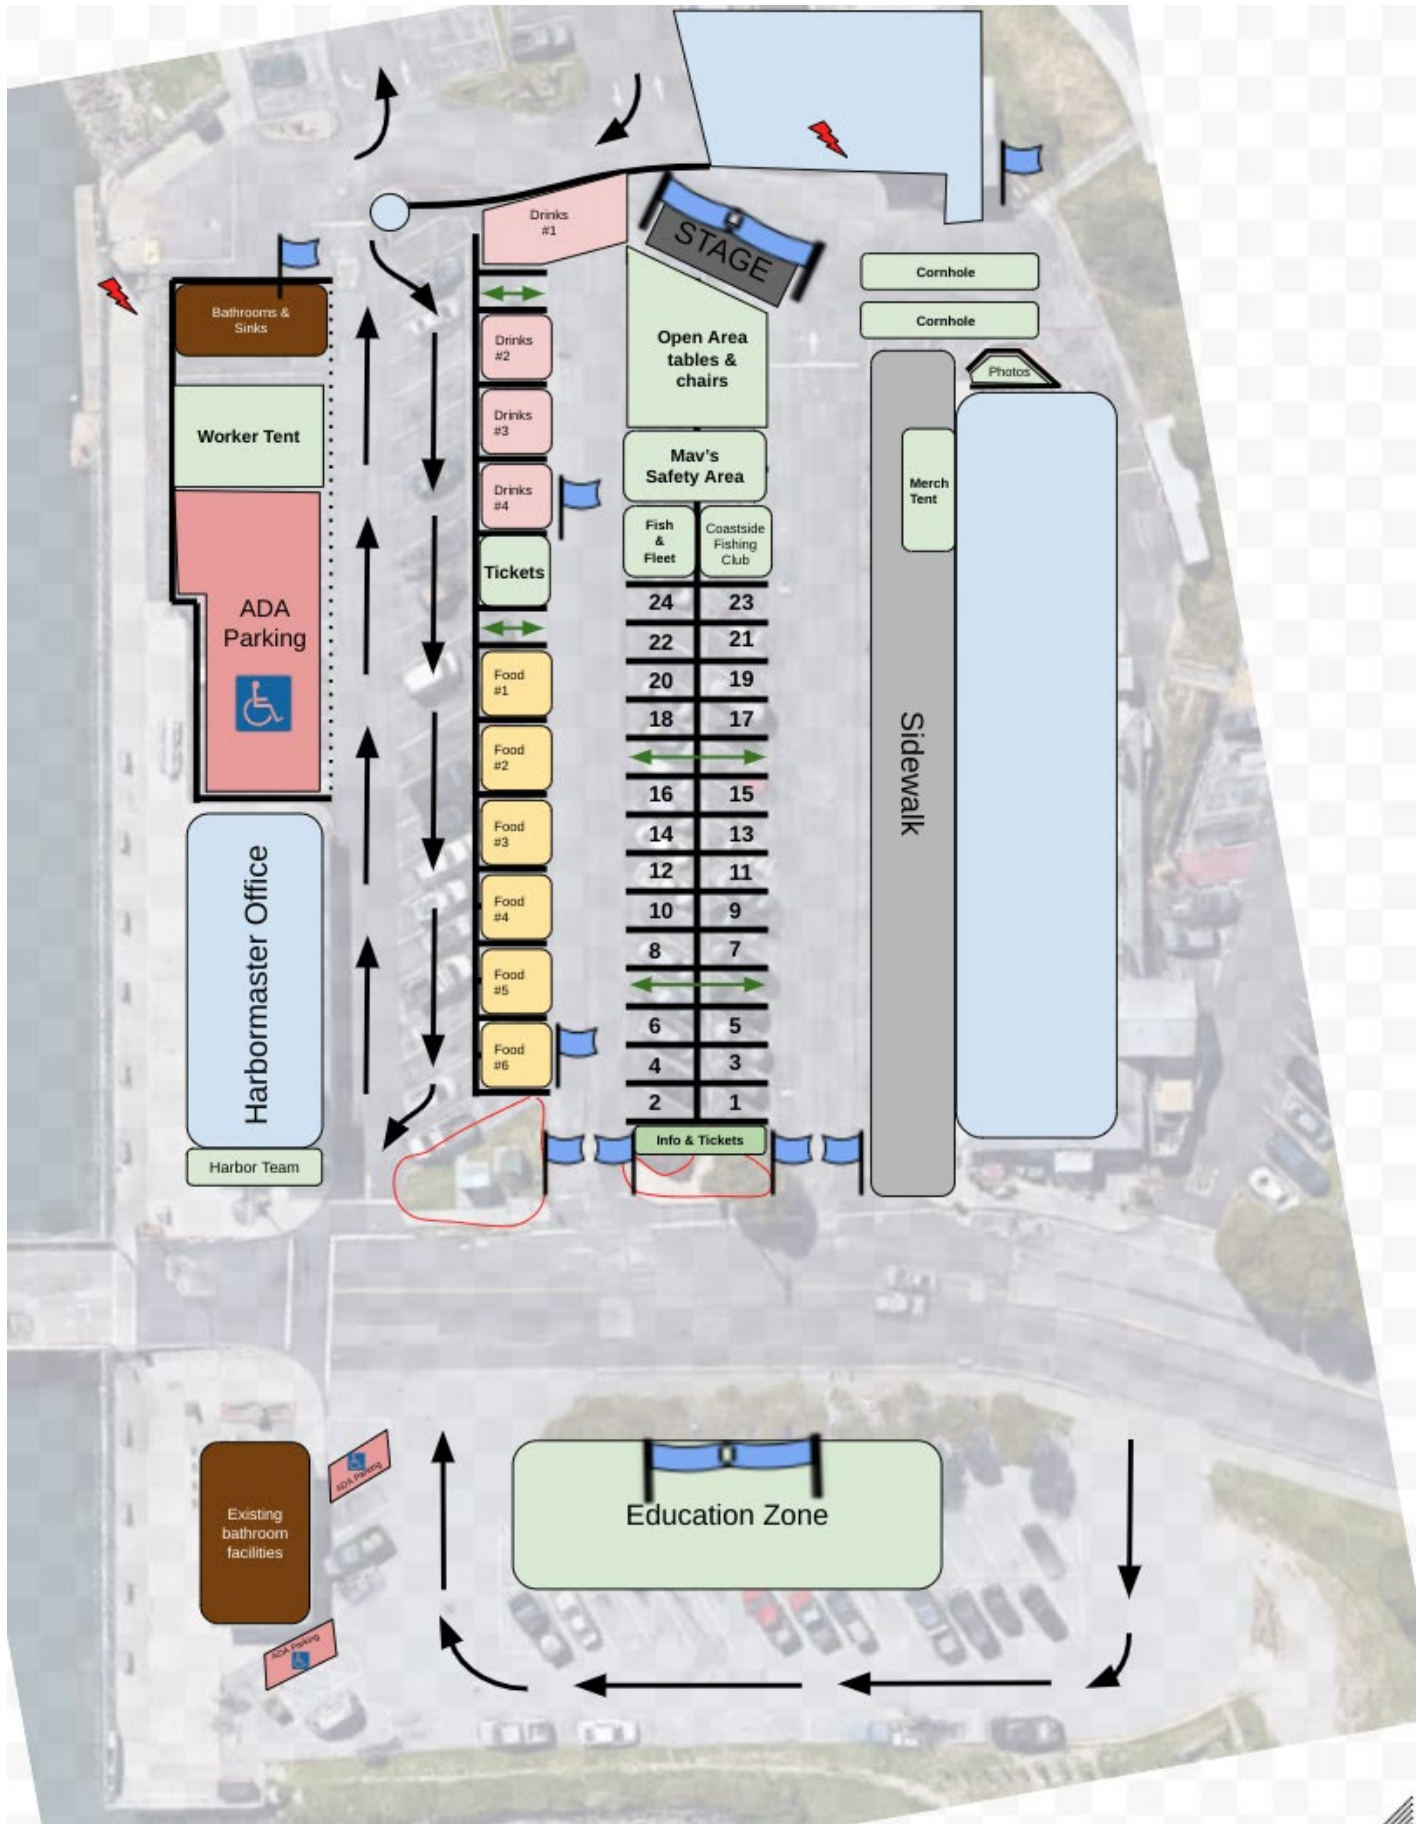 Drinks
#1
STAGE
Cornhole
Cornhole
Bathrooms &
Sinks
Drinks
#2
Open Area
tables &
chairs
Photos
Worker Tent
Drinks
#3
Mav's
Safety Area
Drinks
#4
Merch
Tent
Fish
&
Fleet
Coastside
Fishing
Club
Tickets
24 23
22 21
20 19
18 17
ADA
Parking
Food
#1
Food
#2
Sidewalk
16 15
14 13
12 11
10 9
8 7
Food
#3
Food
#4
Food
#5
Food
#6
6 5
4 3
2 1
Harbormaster Office
Harbor Team
Info & Tickets
ADA Parking
Existing
bathroom
facilities
Education Zone
ADA Parking